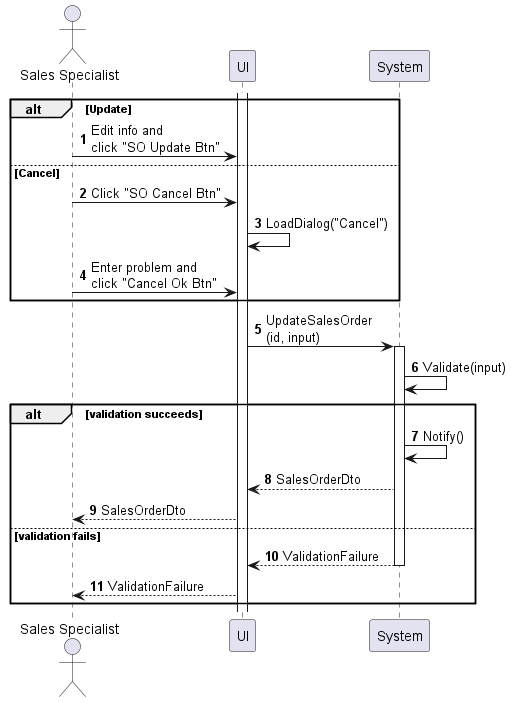 Sales Specialist
UI
System
alt [Update]
1 Edit info and
click "SO Update Btn"
[Cancel]
2 Click "SO Cancel Btn"
3 LoadDialog("Cancel")
4 Enter problem and
click "Cancel Ok Btn"
5 UpdateSalesOrder
(id, input)
6 Validate(input)
alt [validation succeeds]
7 Notify()
8 SalesOrderDto
9 SalesOrderDto
[validation fails]
10 ValidationFailure
11 ValidationFailure
Sales Specialist
UI
System